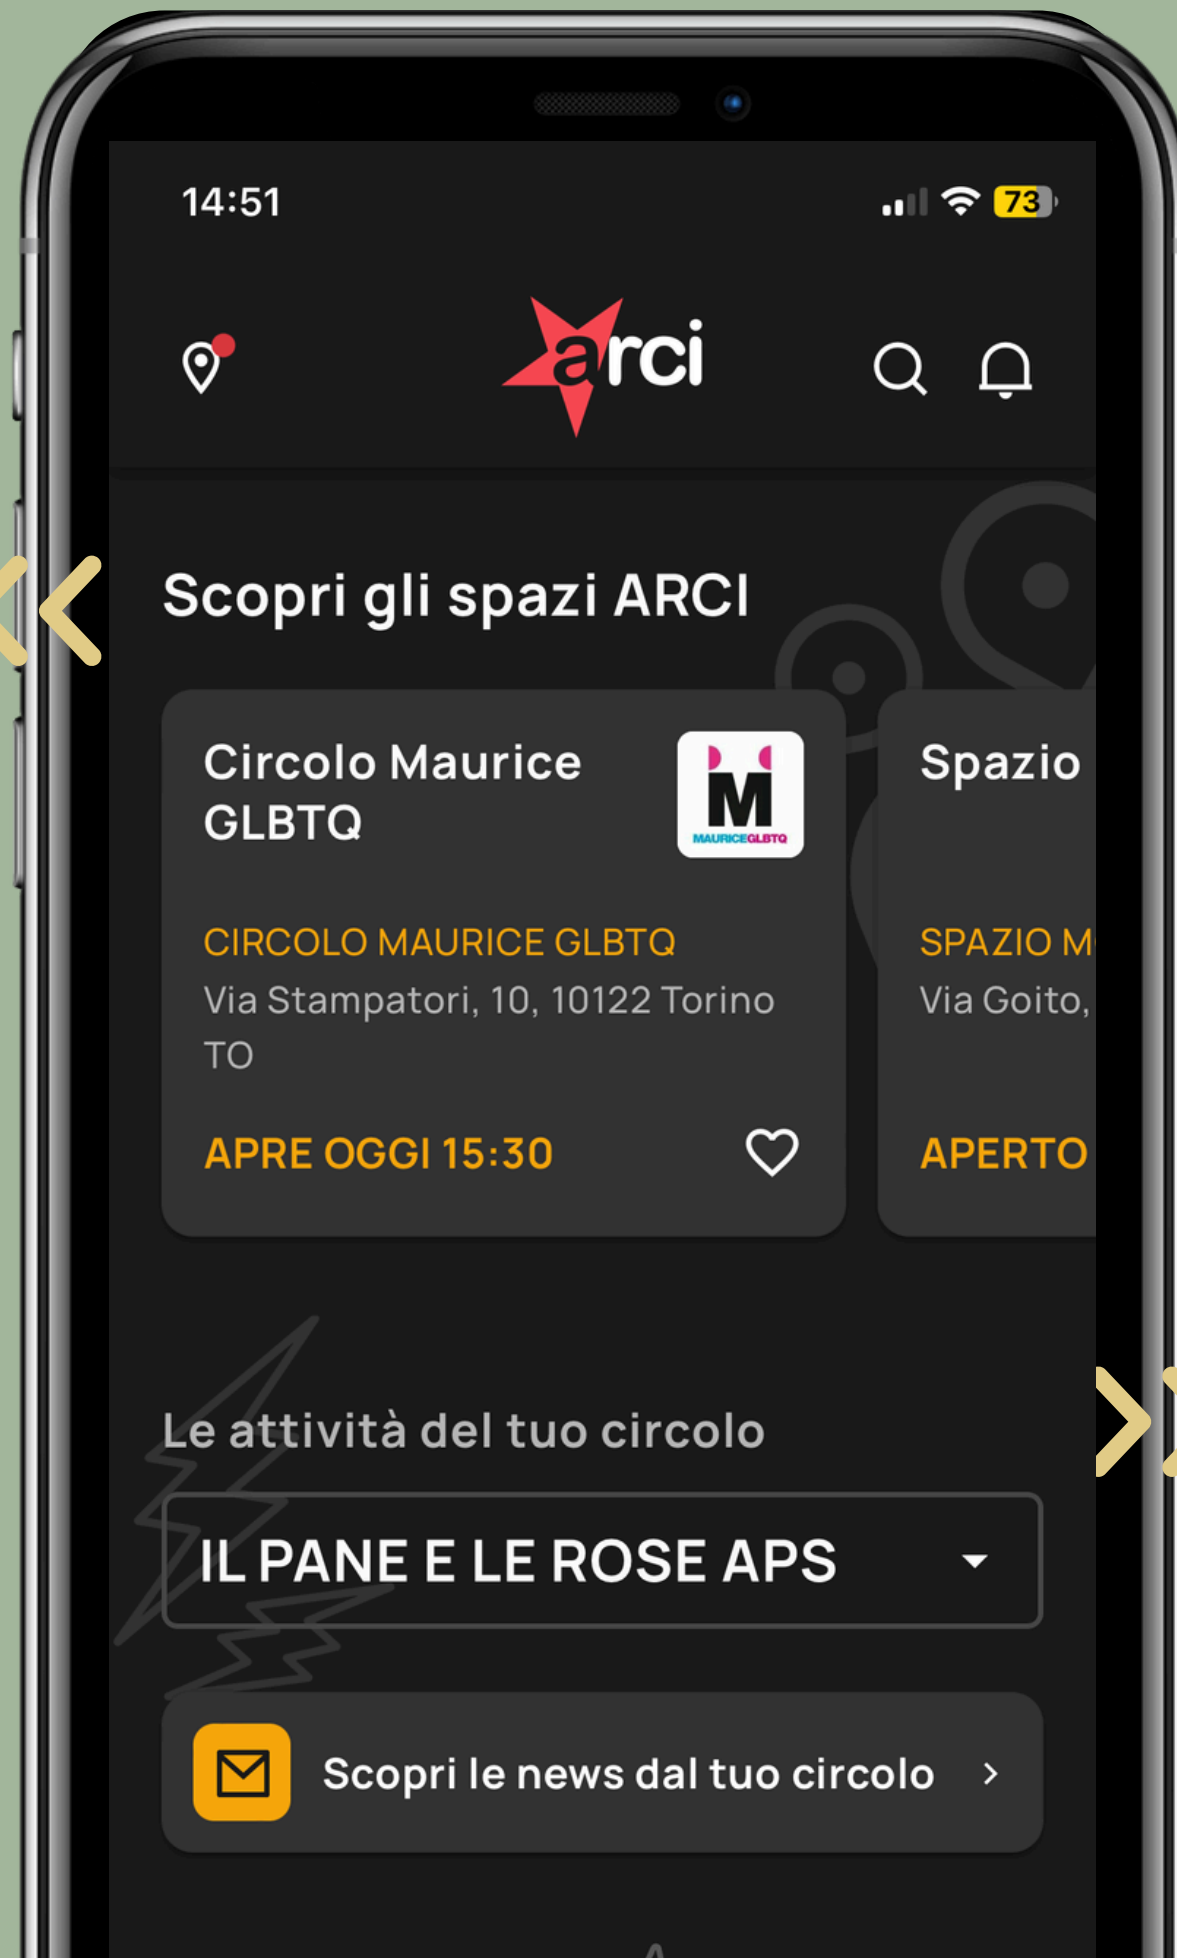 14:51
73
arci
Scopri gli spazi ARCI
Circolo Maurice
GLBTQ
M
MAURICEGLBTQ
CIRCOLO MAURICE GLBTQ
Via Stampatori, 10, 10122 Torino
TO
APRE OGGI 15:30
Spazio
SPAZIO
Via Goito,
APERTO
Le attività del tuo circolo
IL PANE E LE ROSE APS
Scopri le news dal tuo circolo